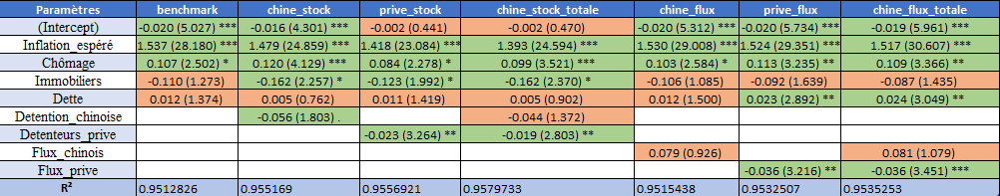 Paramètres benchmark chine_stock prive_stock chine_stock_totale chine_flux prive_flux chine_flux_totale
(Intercept) -0.020 (5.027) *** -0.016 (4.301) *** -0.002 (0.441) -0.002 (0.470) -0.020 (5.312) *** -0.020 (5.734) *** -0.019 (5.961) ***
Inflation_espéré 1.537 (28.180) *** 1.479 (24.859) *** 1.418 (23.084) *** 1.393 (24.594) *** 1.530 (29.008) *** 1.524 (29.351) *** 1.517 (30.607) ***
Chômage 0.107 (2.502) * 0.120 (4.129) *** 0.084 (2.278) * 0.099 (3.521) *** 0.103 (2.584) * 0.113 (3.235) ** 0.109 (3.366) **
Immobiliers -0.110 (1.273) -0.162 (2.257) * -0.123 (1.992) * -0.162 (2.370) * -0.106 (1.085) -0.092 (1.639) -0.087 (1.435)
Dette 0.012 (1.374) 0.005 (0.762) 0.011 (1.419) 0.005 (0.902) 0.012 (1.500) 0.023 (2.892) ** 0.024 (3.049) **
Detention_chinoise -0.056 (1.803) . -0.044 (1.372)
Detenteurs_prive -0.023 (3.264) ** -0.019 (2.803) **
Flux_chinois 0.079 (0.926) 0.081 (1.079)
Flux_prive -0.036 (3.216) ** -0.036 (3.451) ***
R² 0.9512826 0.955169 0.9556921 0.9579733 0.9515438 0.9532507 0.9535253